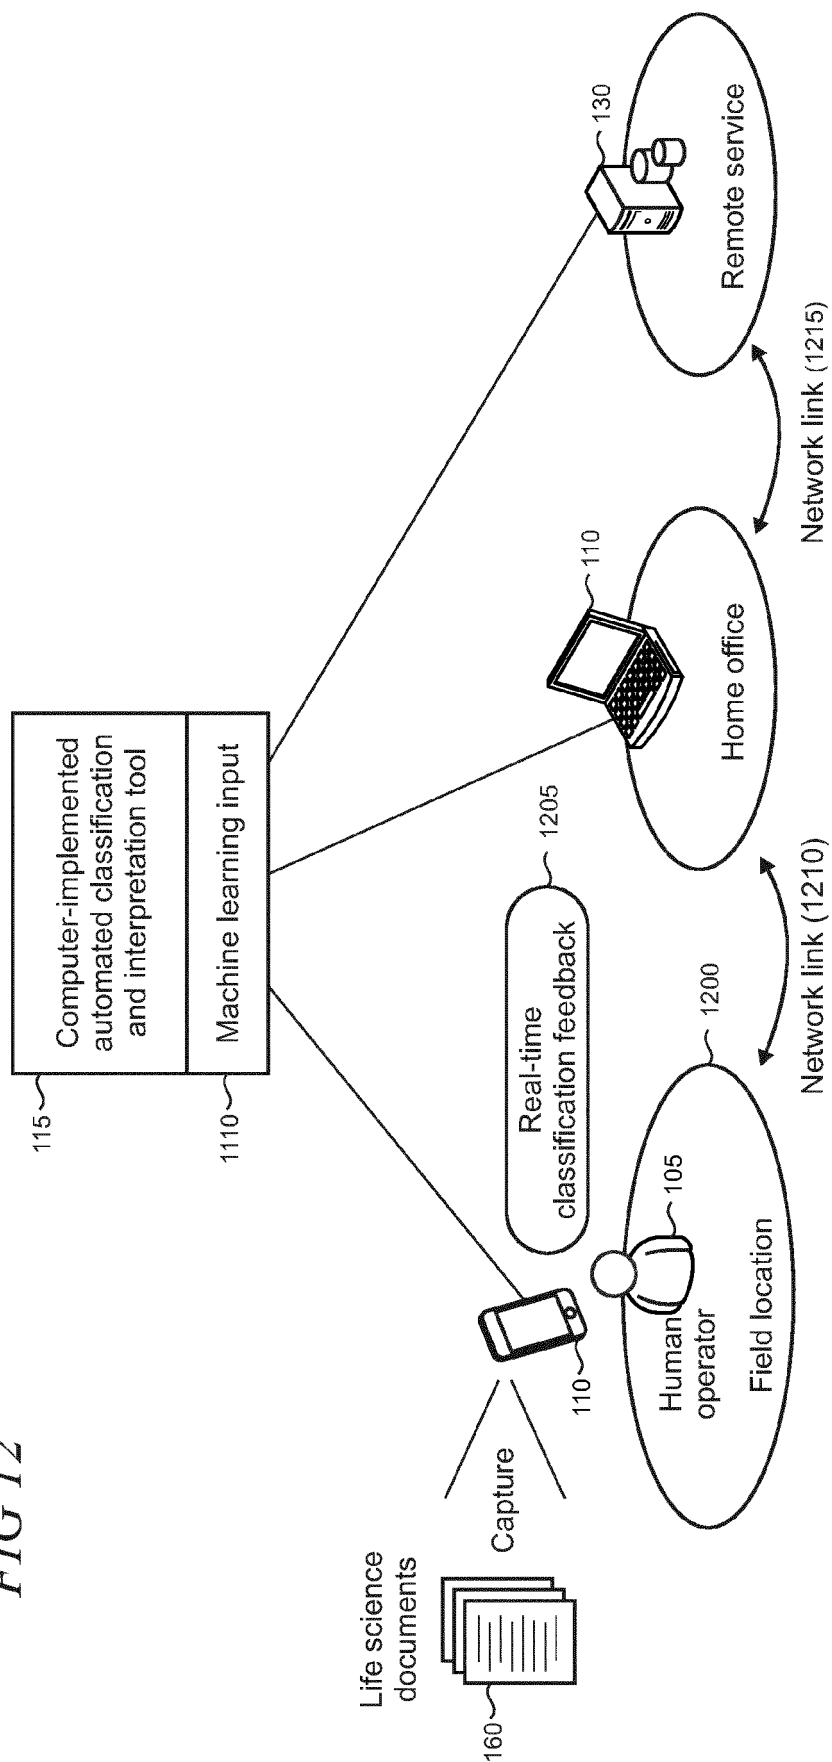 FIG 12
115
Computer-implemented
automated classification
and interpretation tool
1110
Machine learning input
Life science
documents
160
Capture
110
Real-time
classification feedback
1205
Human
operator
105
Field location
1200
110
Home office
130
Remote service
Network link (1210)
Network link (1215)